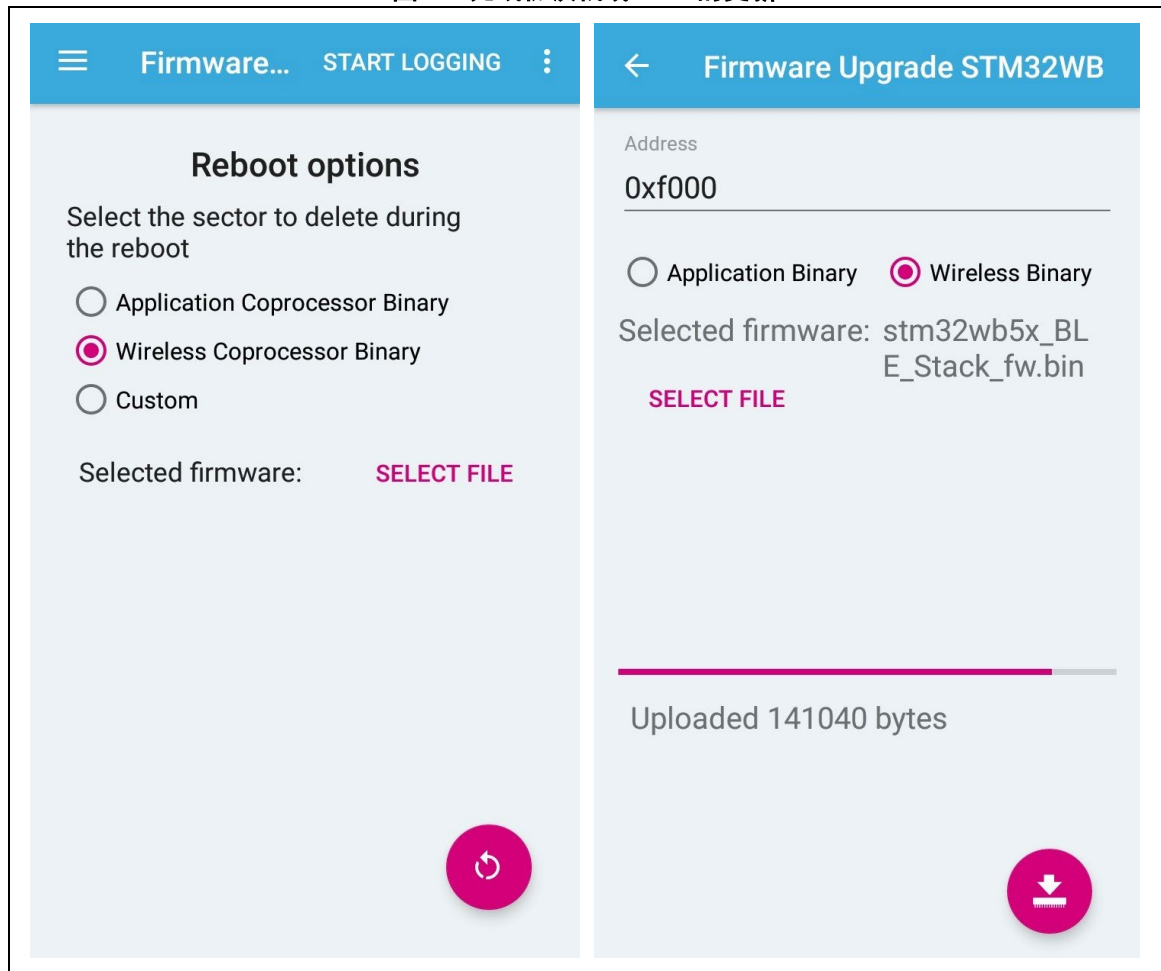 Firmware... START LOGGING
Reboot options
Select the sector to delete during
the reboot
Application Coprocessor Binary
Wireless Coprocessor Binary
Custom
Selected firmware: SELECT FILE
Firmware Upgrade STM32WB
Address
0xf000
Application Binary Wireless Binary
Selected firmware: stm32wb5x_BL
E_Stack_fw.bin
SELECT FILE
Uploaded 141040 bytes